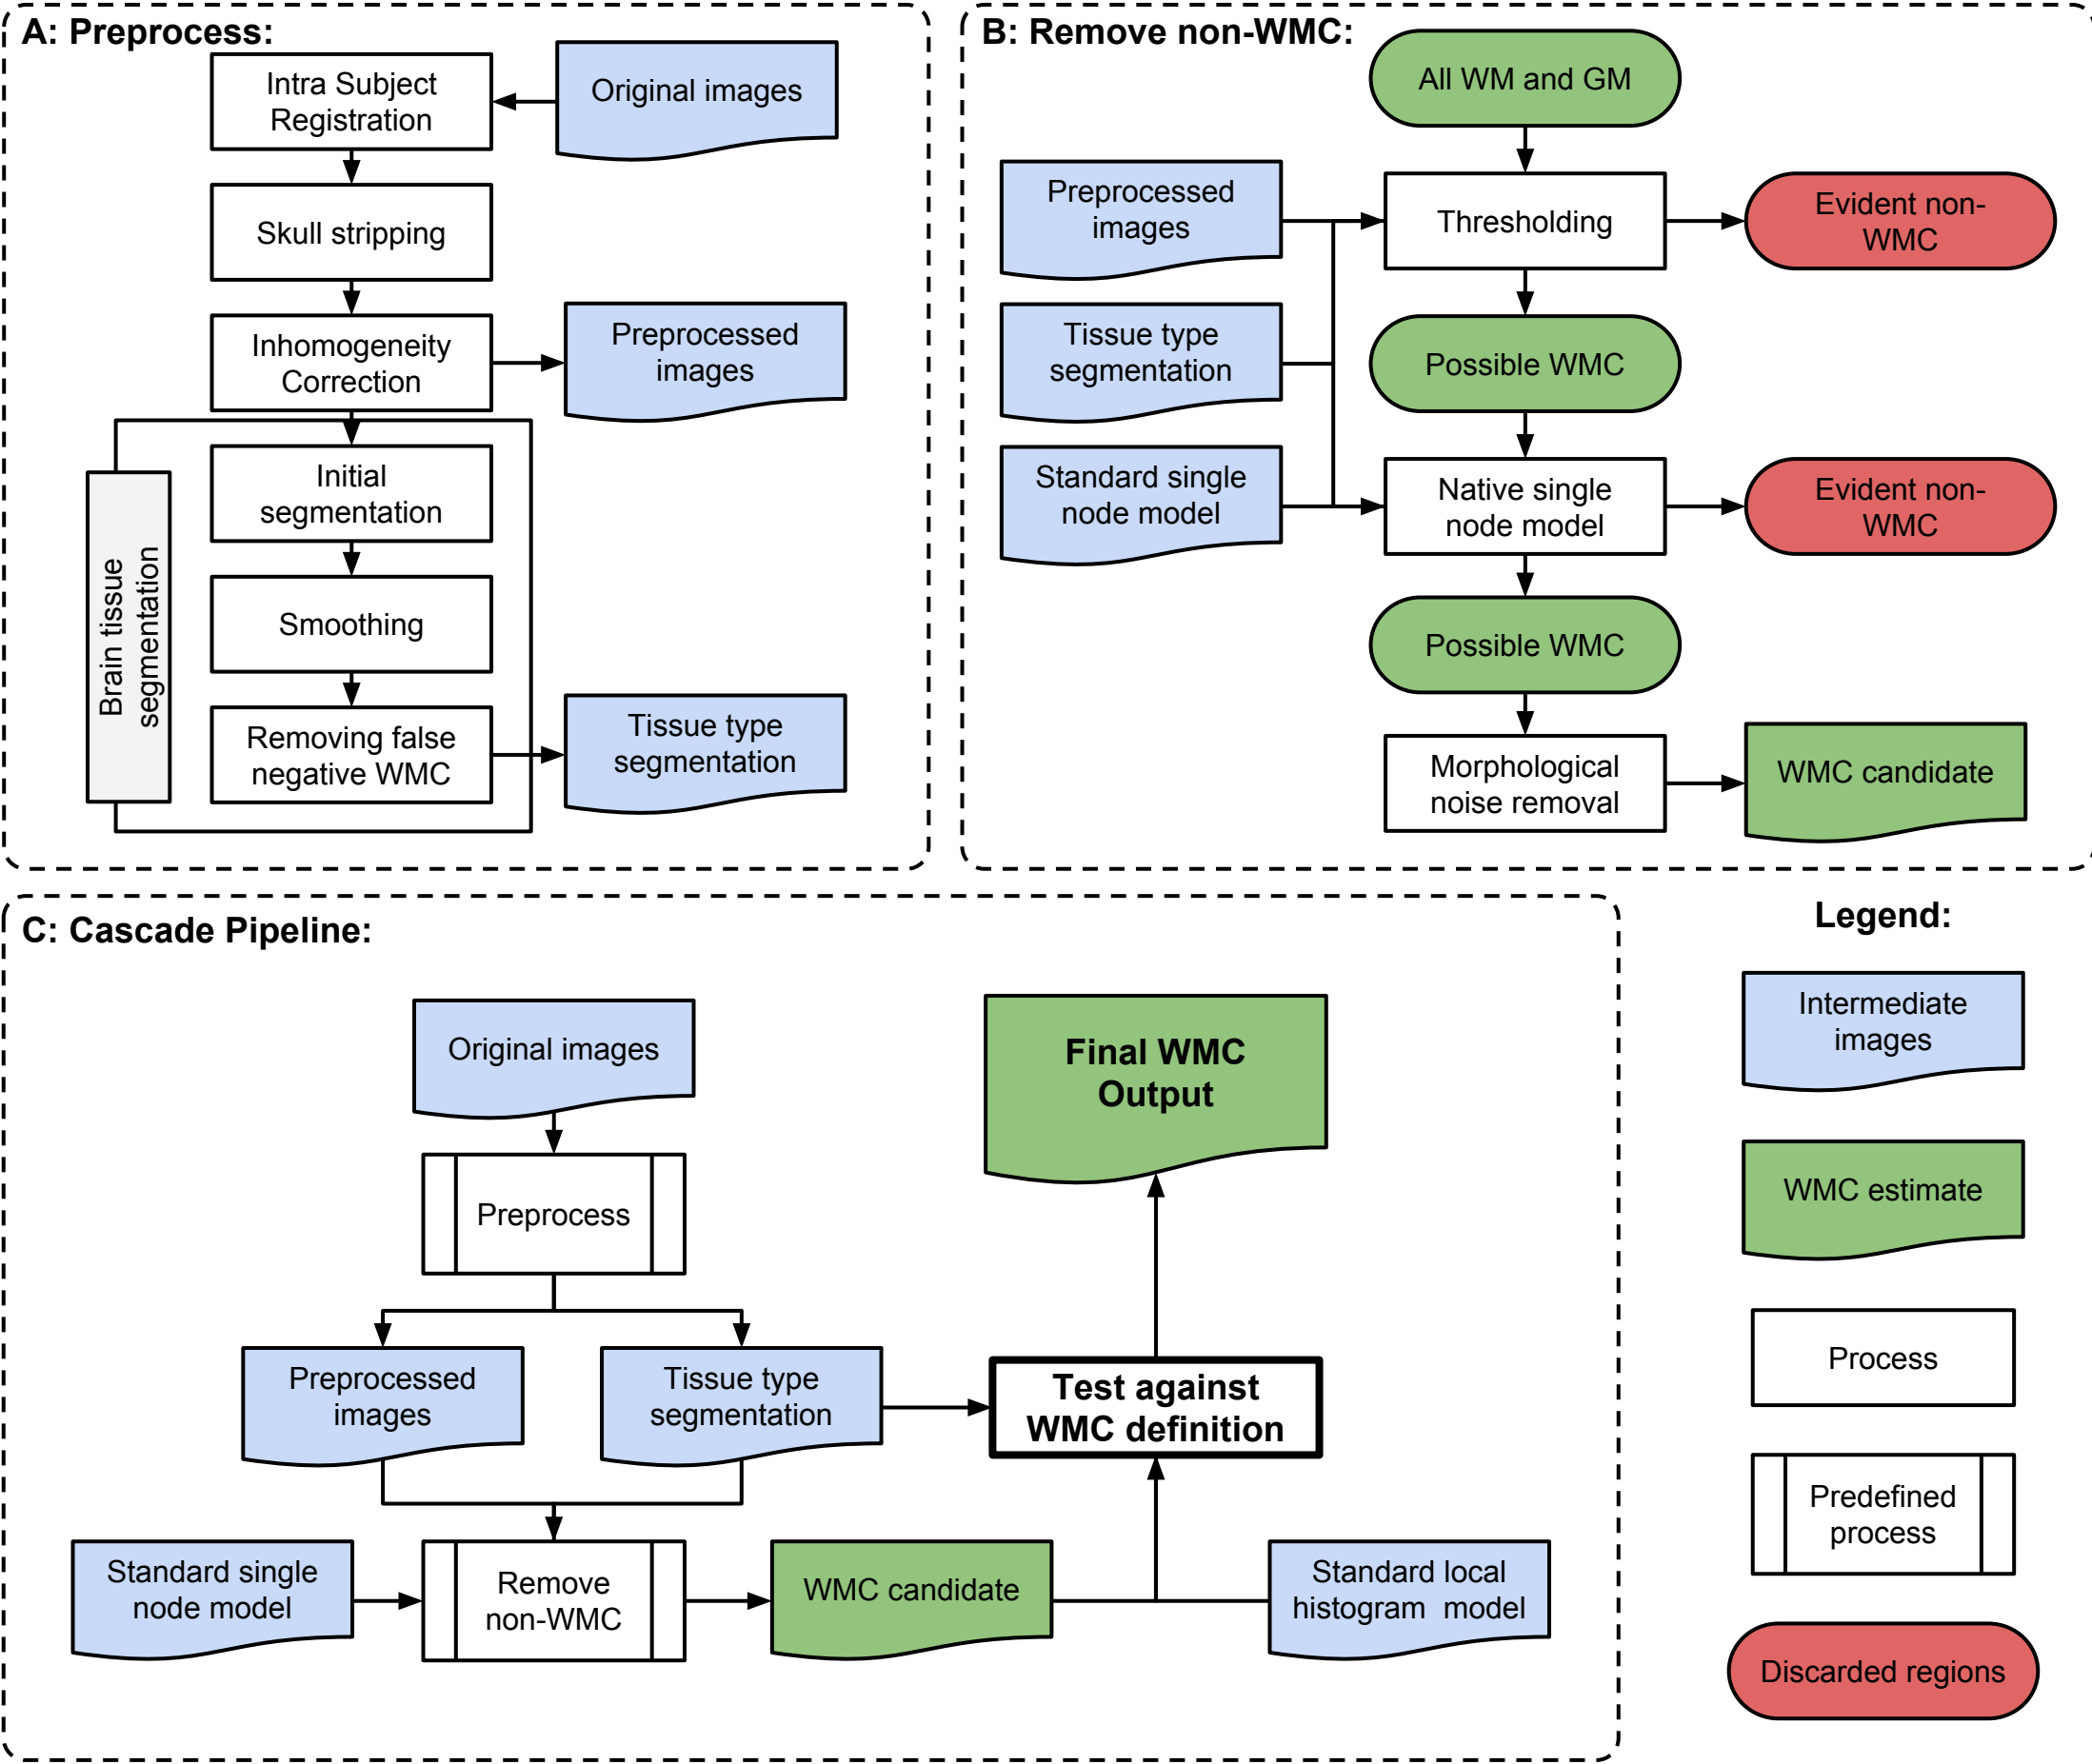 A: Preprocess:
Original images
Intra Subject
Registration
Skull stripping
Inhomogeneity
Correction
Preprocessed
images
Brain tissue
segmentation
Initial
segmentation
Smoothing
Removing false
negative WMC
Tissue type
segmentation
B: Remove non-WMC:
All WM and GM
Preprocessed
images
Thresholding
Evident non-
WMC
Tissue type
segmentation
Possible WMC
Standard single
node model
Native single
node model
Evident non-
WMC
Possible WMC
Morphological
noise removal
WMC candidate
C: Cascade Pipeline:
Original images
Final WMC
Output
Preprocess
Preprocessed
images
Tissue type
segmentation
Test against
WMC definition
Standard single
node model
Remove
non-WMC
WMC candidate
Standard local
histogram  model
Legend:
Intermediate
images
WMC estimate
Process
Predefined
process
Discarded regions